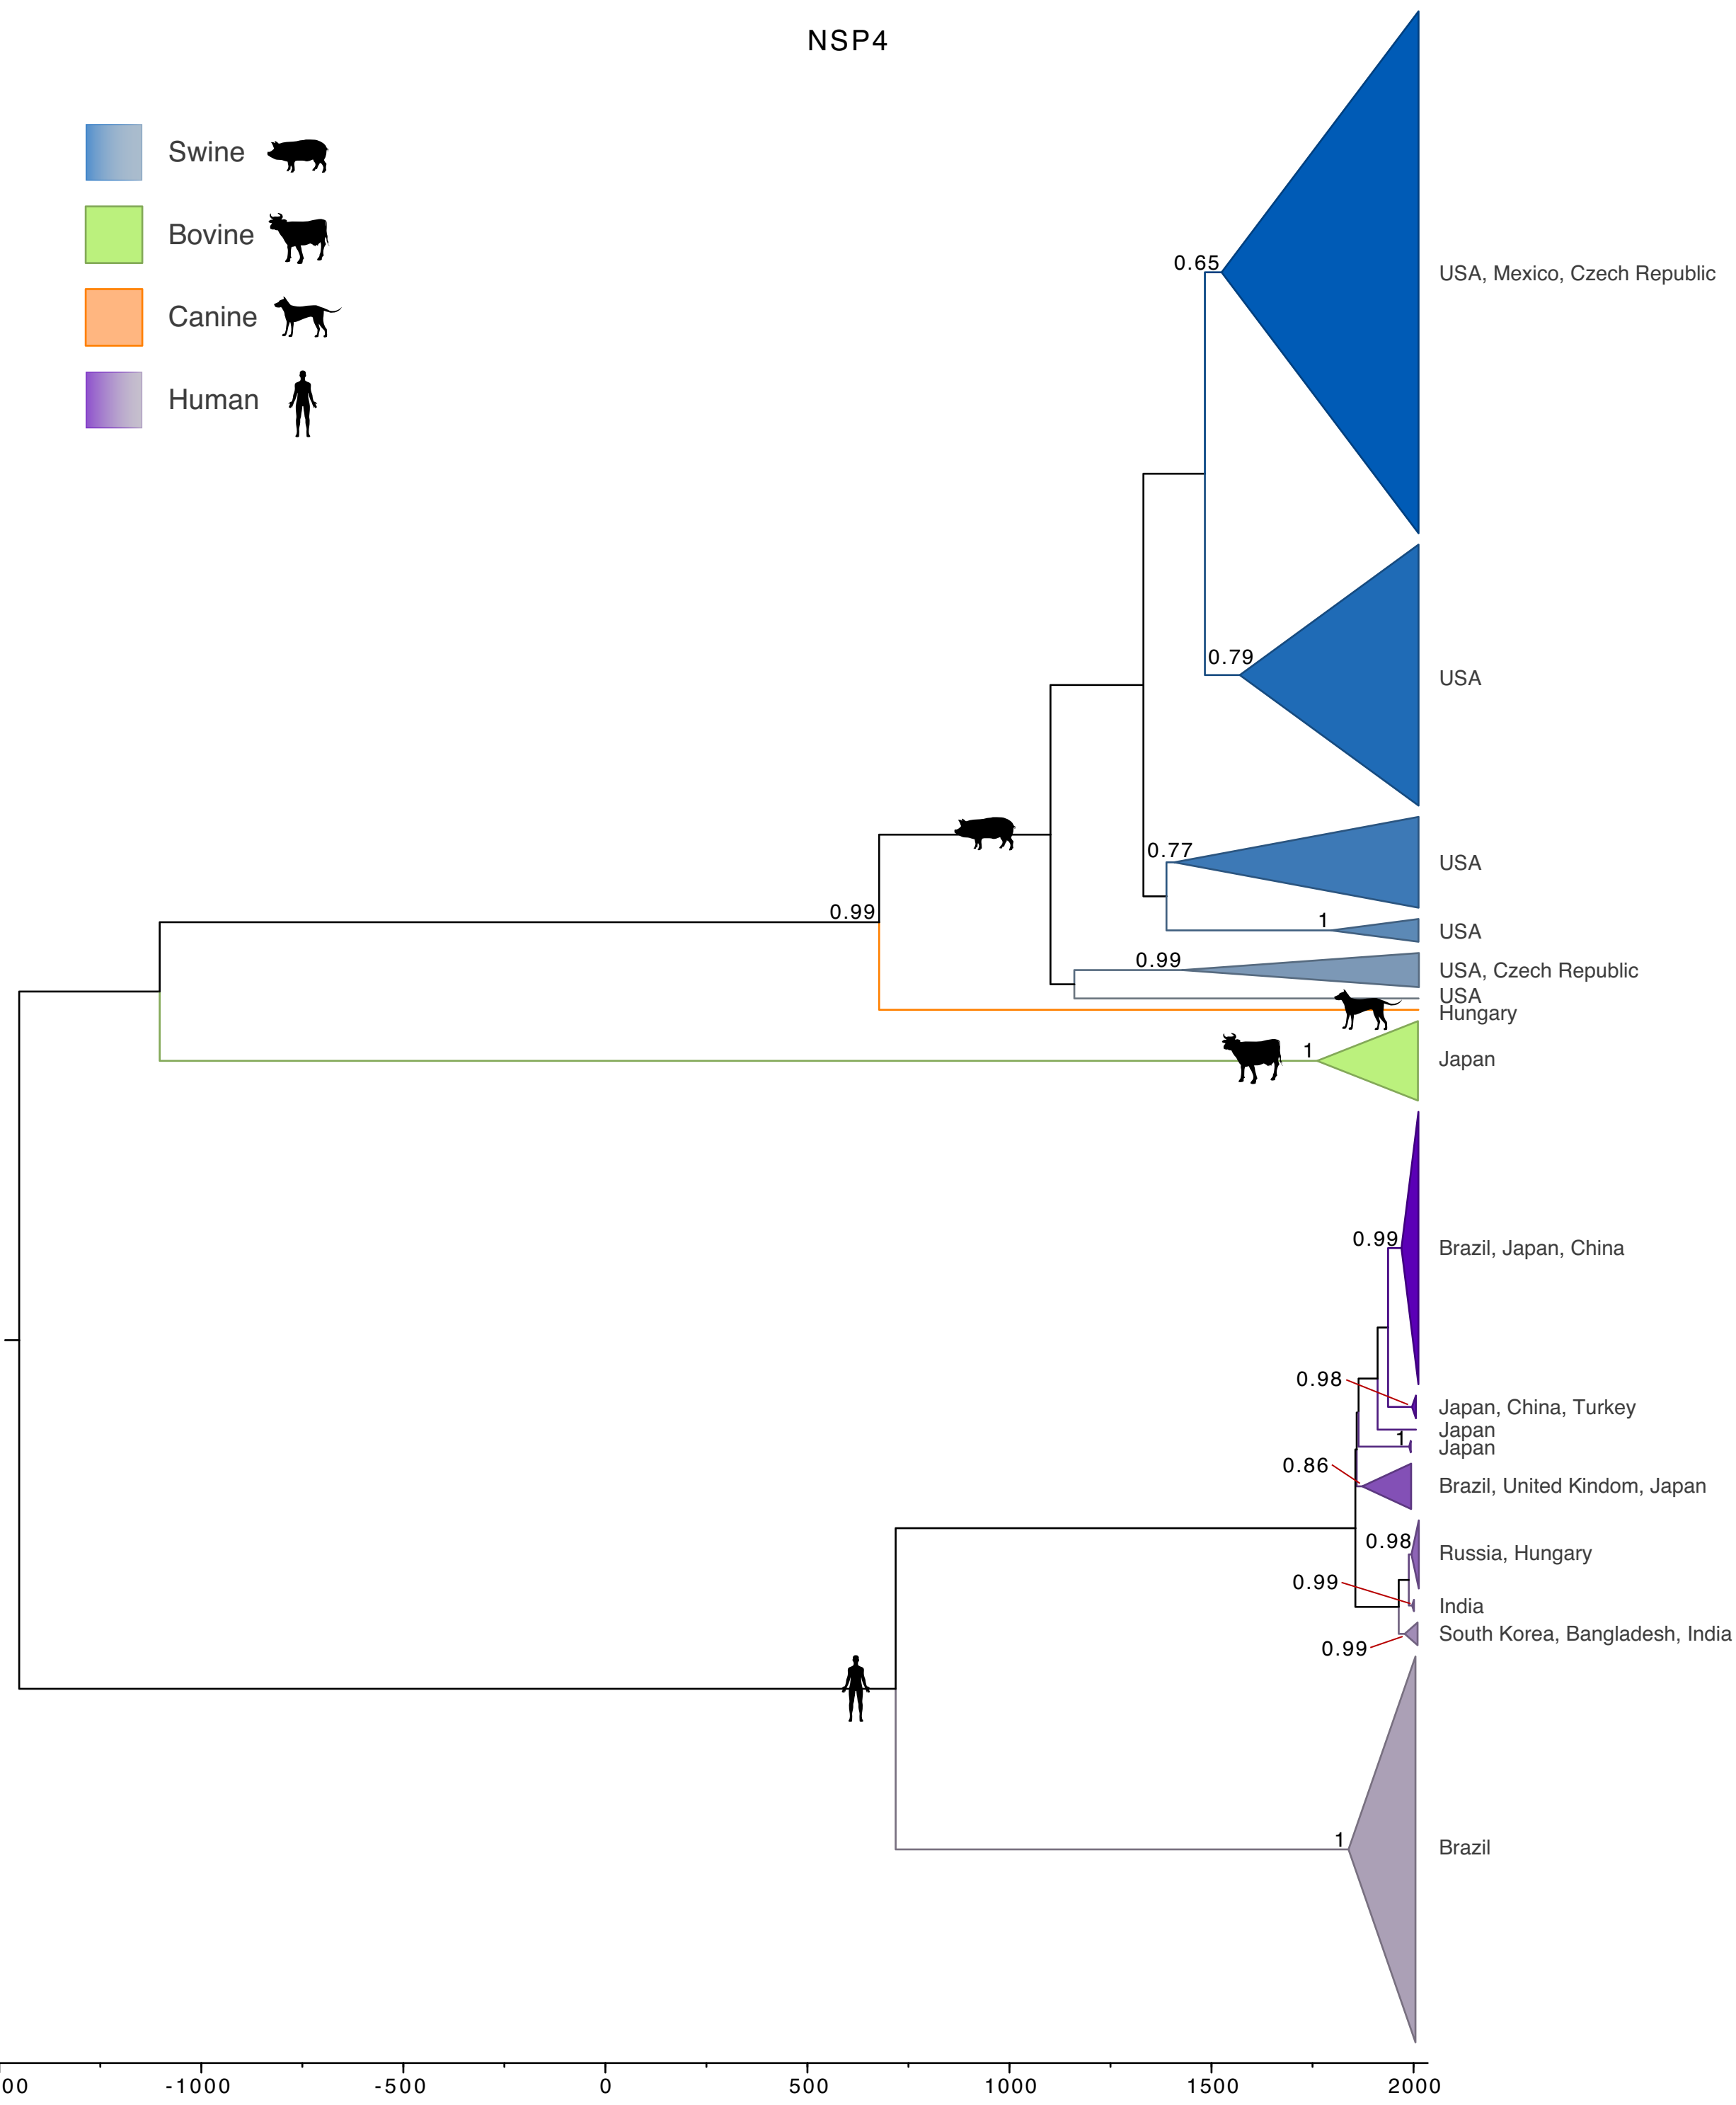 NSP4
Swine
Bovine
Canine
Human
0.65
USA, Mexico, Czech Republic
0.79
USA
0.77
USA
1
USA
0.99
0.99
USA, Czech Republic
USA
Hungary
1
Japan
0.99
Brazil, Japan, China
0.98
Japan, China, Turkey
Japan
1
Japan
0.86
Brazil, United Kindom, Japan
0.98
Russia, Hungary
0.99
India
South Korea, Bangladesh, India
0.99
1
Brazil
00 -1000 -500 0 500 1000 1500 2000